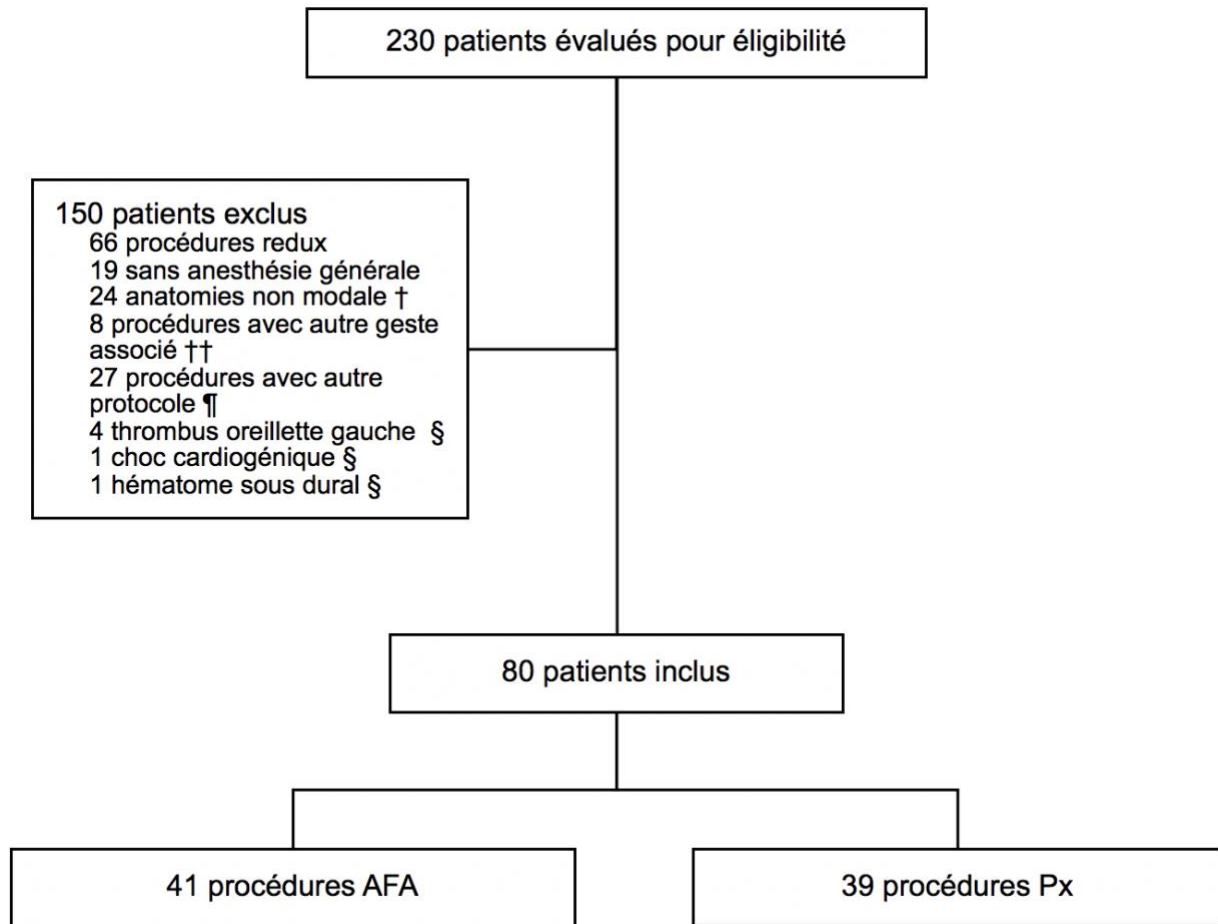 230 patients évalués pour éligibilité
150 patients exclus
66 procédures redux
19 sans anesthésie générale
24 anatomies non modale †
8 procédures avec autre geste
associé ††
27 procédures avec autre
protocole ¶
4 thrombus oreillette gauche §
1 choc cardiogénique §
1 hématome sous dural §
80 patients inclus
41 procédures AFA
39 procédures Px